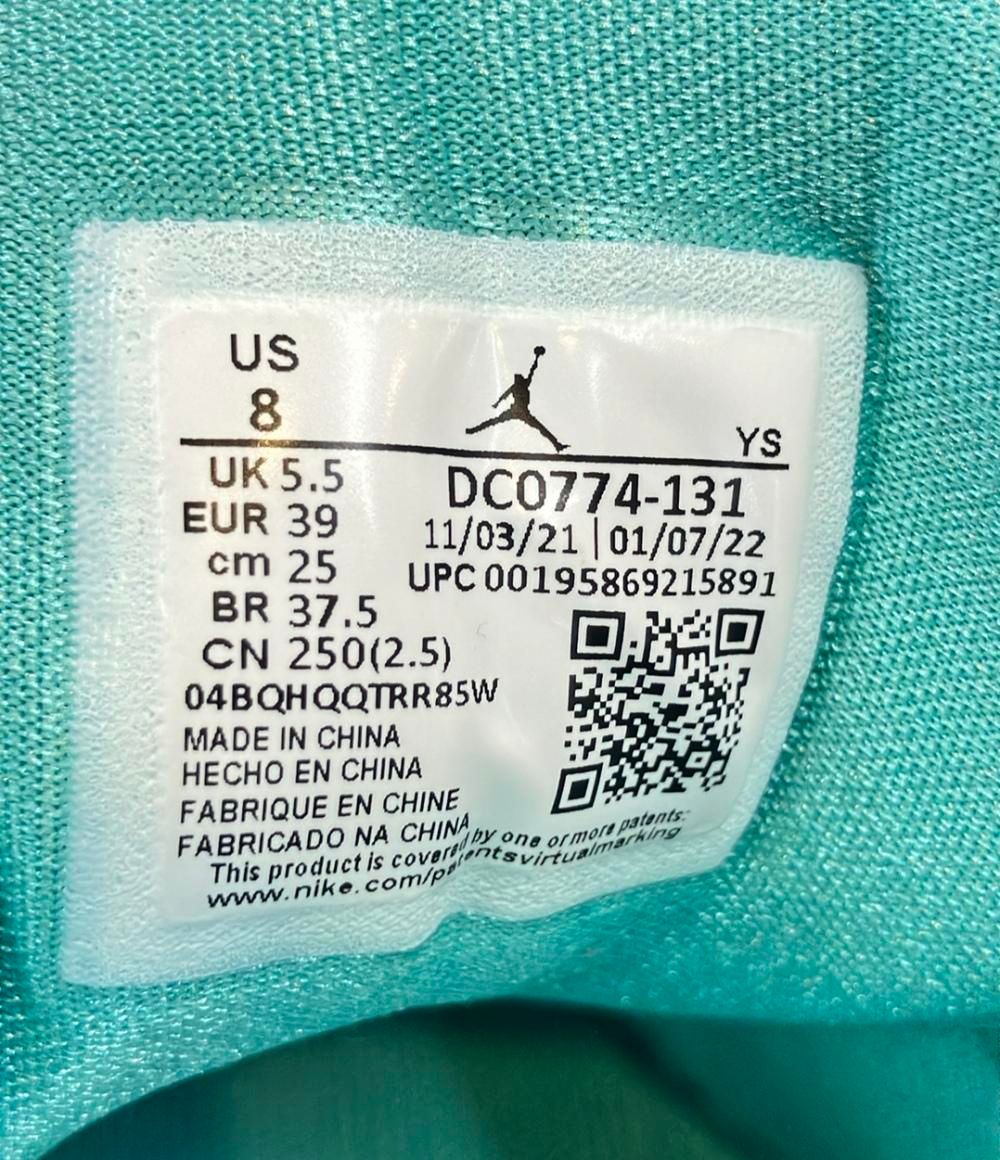 US
8
YS
UK 5.5
EUR 39
cm 25
BR 37.5
CN 250(2.5)
DC0774-131
11/03/21 | 01/07/22
UPC 00195869215891
04BQHQQTRR85W
MADE IN CHINA
HECHO EN CHINA
FABRIQUE EN CHINE
FABRICADO NA CHINA
This product is covered by one or more patents:
www.nike.com/patentsvirtualmarking